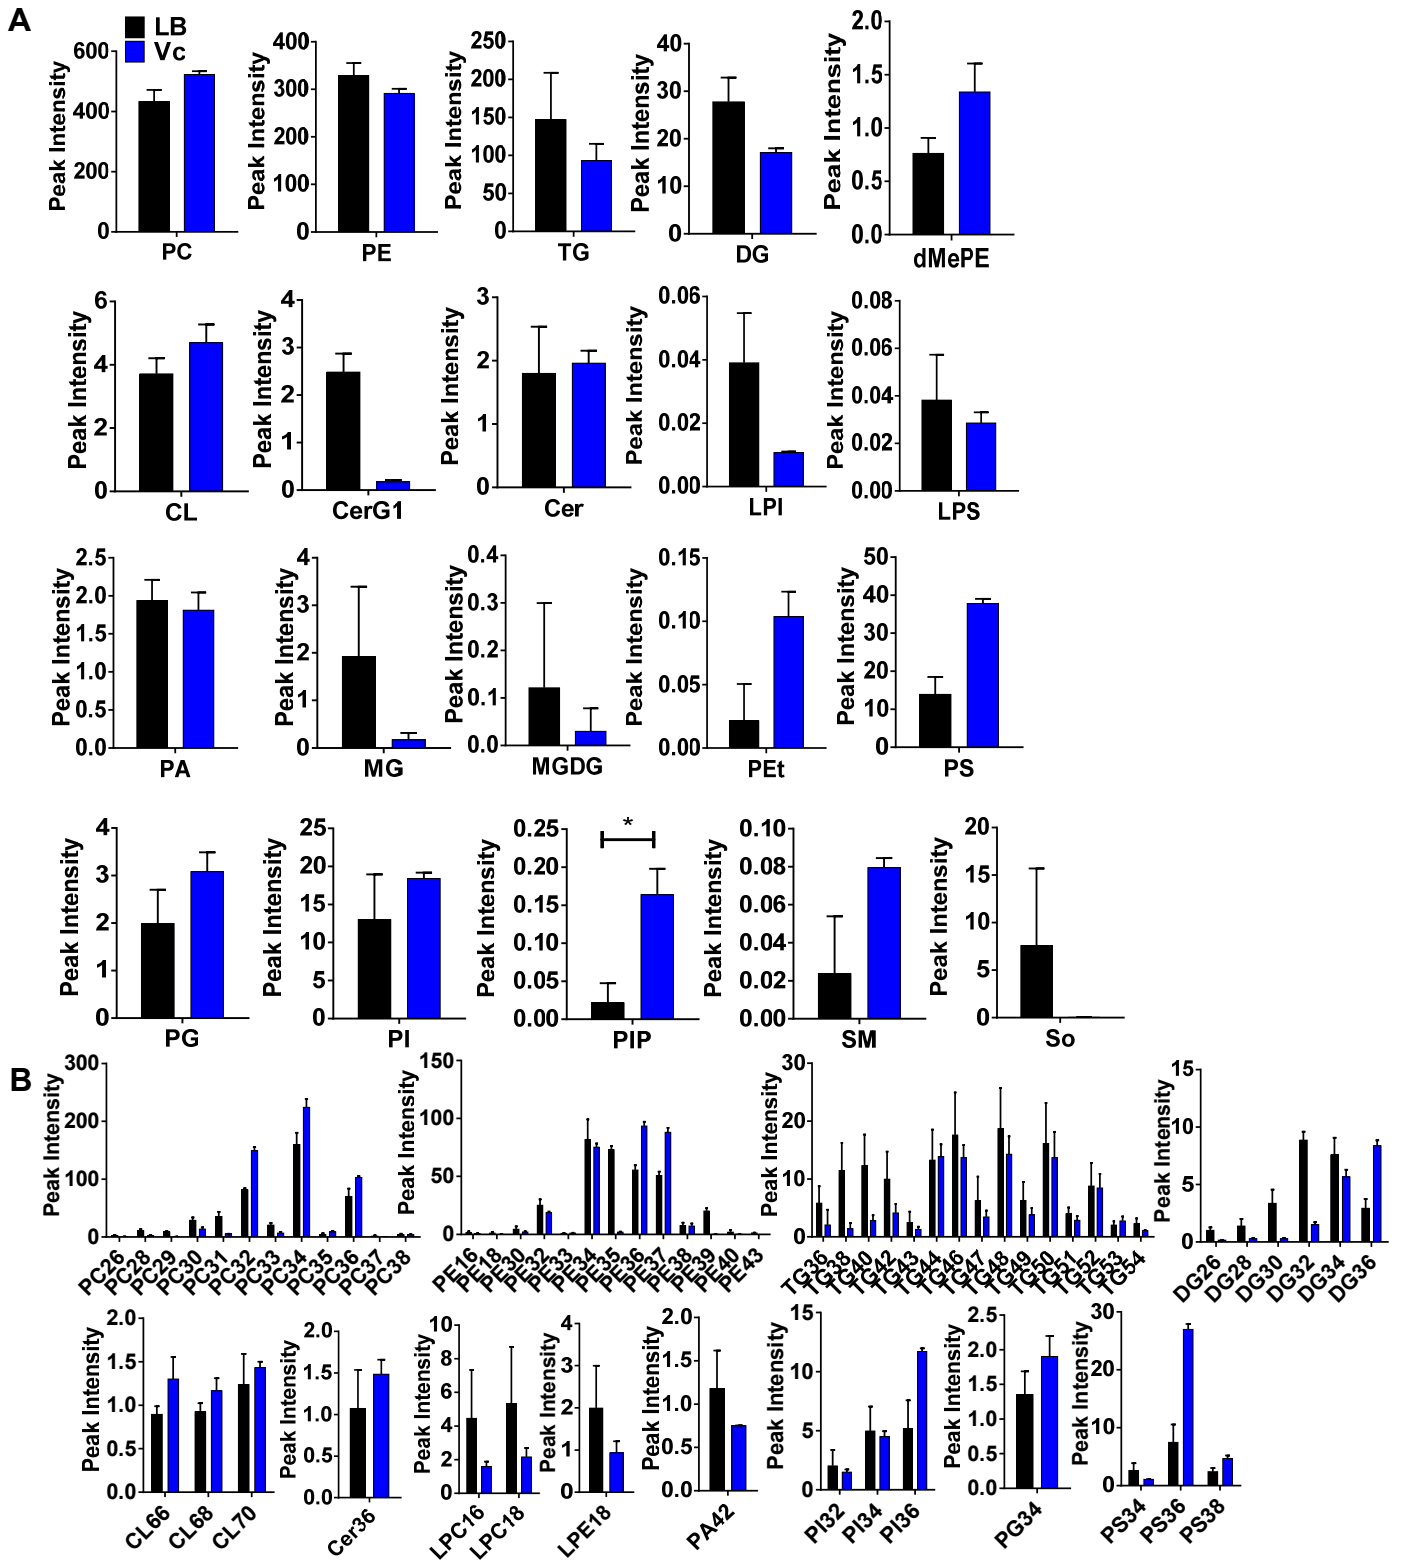 A
LB
Vc
Peak Intensity
600
400
200
0
PC
Peak Intensity
400
300
200
100
0
PE
Peak Intensity
250
200
150
100
50
0
TG
Peak Intensity
40
30
20
10
0
DG
Peak Intensity
2.0
1.5
1.0
0.5
0.0
dMePE
Peak Intensity
6
4
2
0
CL
Peak Intensity
4
3
2
1
0
CerG1
Peak Intensity
3
2
1
0
Cer
Peak Intensity
0.06
0.04
0.02
0.00
LPI
Peak Intensity
0.08
0.06
0.04
0.02
0.00
LPS
Peak Intensity
2.5
2.0
1.5
1.0
0.5
0.0
PA
Peak Intensity
4
3
2
1
0
MG
Peak Intensity
0.4
0.3
0.2
0.1
0.0
MGDG
Peak Intensity
0.15
0.10
0.05
0.00
PEt
Peak Intensity
50
40
30
20
10
0
PS
Peak Intensity
4
3
2
1
0
PG
Peak Intensity
25
20
15
10
5
0
PI
Peak Intensity
0.25
0.20
0.15
0.10
0.05
0.00
*
PIP
Peak Intensity
0.10
0.08
0.06
0.04
0.02
0.00
SM
Peak Intensity
20
15
10
5
0
So
B
Peak Intensity
300
200
100
0
PC26
PC28
PC29
PC30
PC31
PC32
PC33
PC34
PC35
PC36
PC37
PC38
Peak Intensity
150
100
50
0
PE16
PE18
PE30
PE32
PE33
PE34
PE35
PE36
PE37
PE38
PE39
PE40
PE43
Peak Intensity
30
20
10
0
TG36
TG38
TG40
TG42
TG43
TG44
TG46
TG47
TG48
TG49
TG50
TG51
TG52
TG53
TG54
Peak Intensity
15
10
5
0
DG26
DG28
DG30
DG32
DG34
DG36
Peak Intensity
2.0
1.5
1.0
0.5
0.0
CL66
CL68
CL70
Peak Intensity
2.0
1.5
1.0
0.5
0.0
Cer36
Peak Intensity
10
8
6
4
2
0
LPC16
LPC18
Peak Intensity
4
3
2
1
0
LPE18
Peak Intensity
2.0
1.5
1.0
0.5
0.0
PA42
Peak Intensity
15
10
5
0
PI32
PI34
PI36
Peak Intensity
2.5
2.0
1.5
1.0
0.5
0.0
PG34
Peak Intensity
30
20
10
0
PS34
PS36
PS38